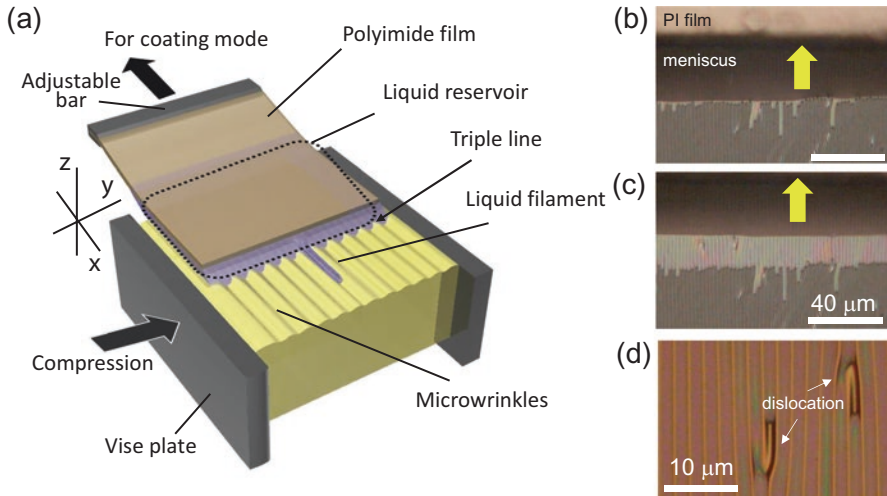 (a)
For coating mode
Adjustable
bar
Polyimide film
Liquid reservoir
Triple line
Liquid filament
z
y
x
Compression
Vise plate
Microwrinkles
(b)
PI film
meniscus
(c)
40 μm
(d)
dislocation
10 μm